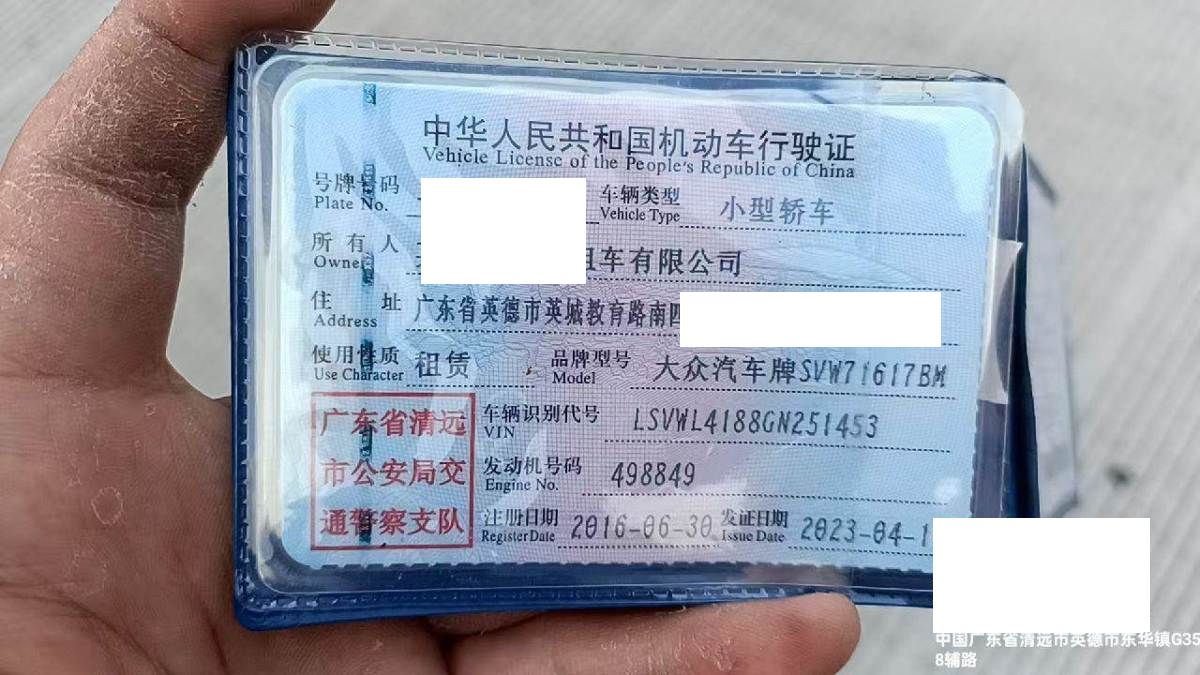 中华人民共和国机动车行驶证
Vehicle License of the People's Republic of China
号牌号码
Plate No.
车辆类型 小型轿车
Vehicle Type
所有人 车有限公司
Owner
住址 广东省英德市英城教育路南四
Address
使用性质 租赁 品牌型号 大众汽车牌SVW71617BM
Use Character Model
广东省清远
市公安局交
通警察支队
车辆识别代号 LSVWL4188GN251453
VIN
发动机号码 498849
Engine No.
注册日期 2016-06-30 发证日期 2023-04-1
Register Date Issue Date
中国广东省清远市英德市东华镇G35
8辅路